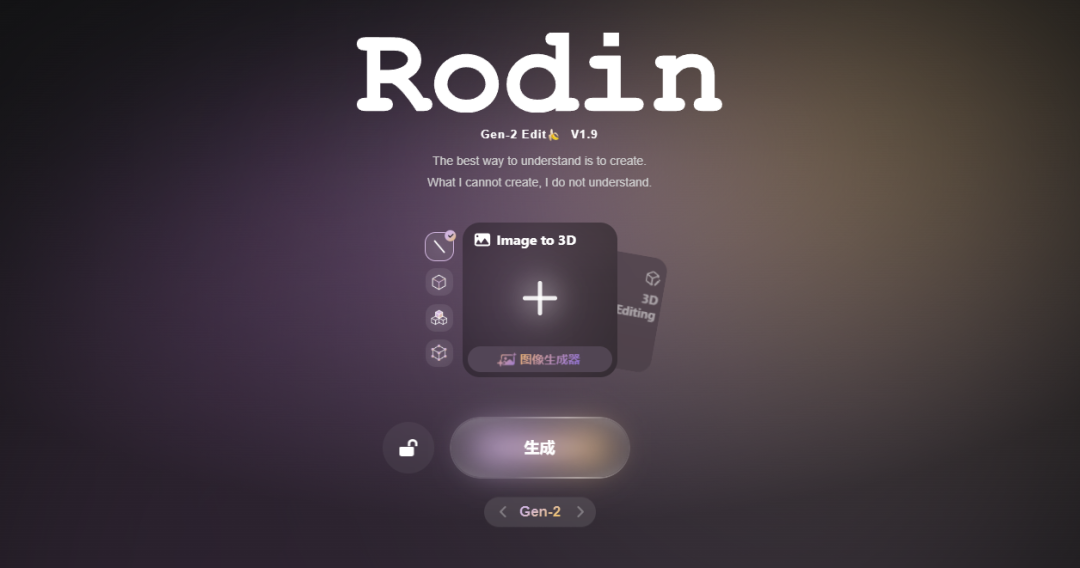 Rodin
Gen-2 Edit🍌 V1.9
The best way to understand is to create.
What I cannot create, I do not understand.
Image to 3D
3D
Editing
图像生成器
生成
Gen-2